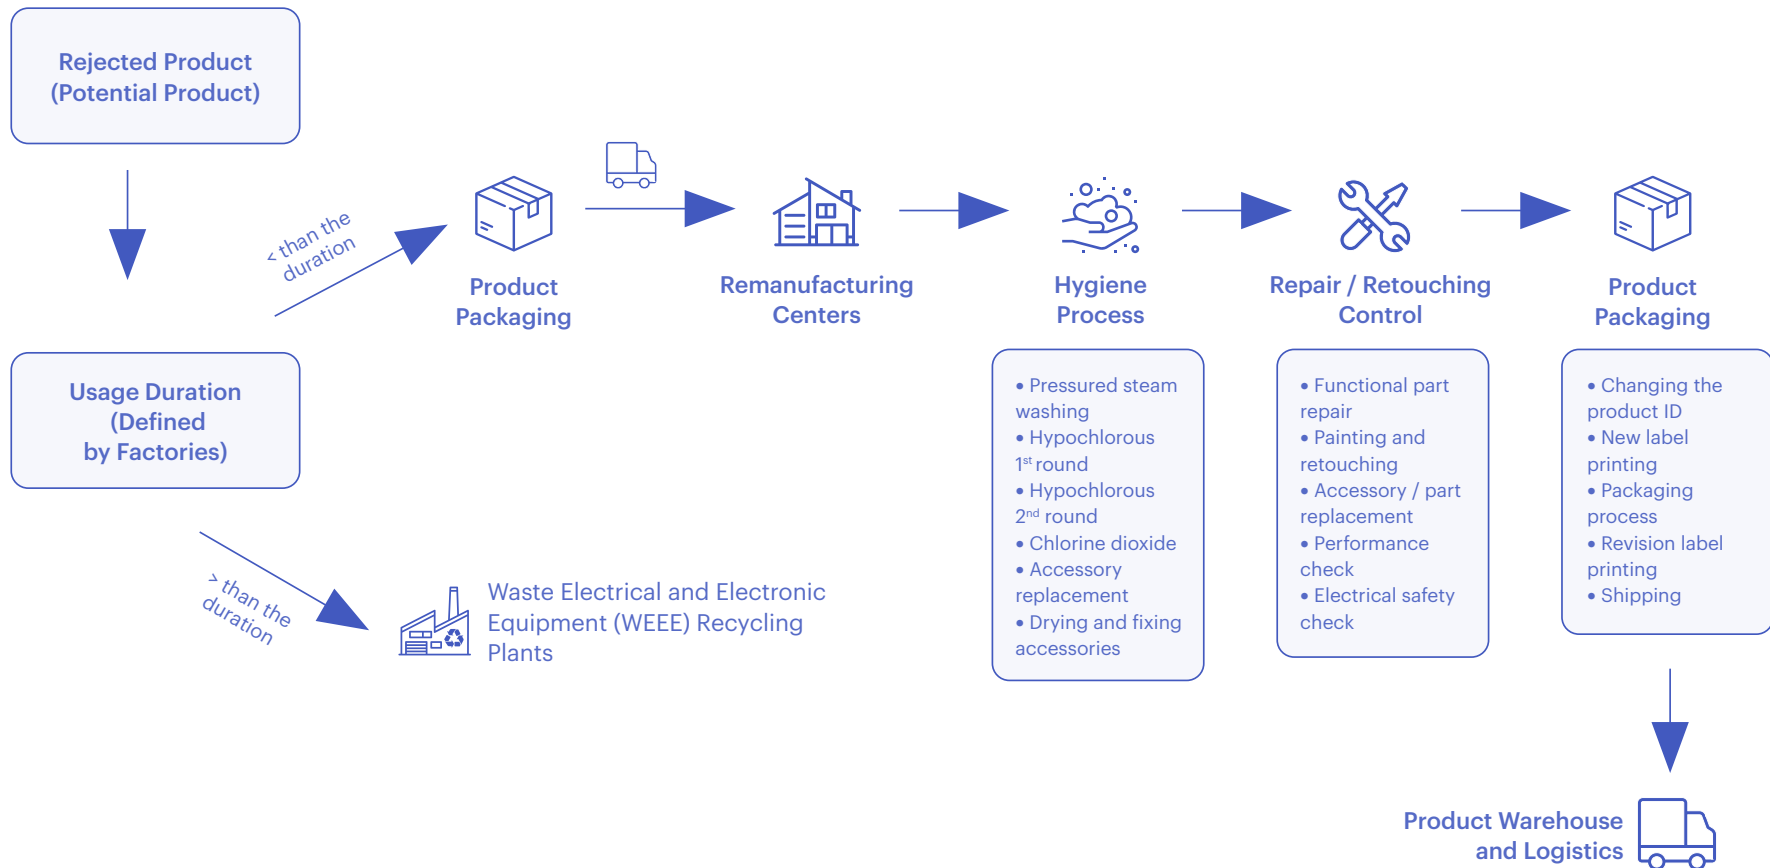 Rejected Product
(Potential Product)
Usage Duration
(Defined
by Factories)
< than the
duration
> than the
duration
Waste Electrical and Electronic
Equipment (WEEE) Recycling
Plants
Product
Packaging
Remanufacturing
Centers
Hygiene
Process
• Pressured steam
washing
• Hypochlorous
1st round
• Hypochlorous
2nd round
• Chlorine dioxide
• Accessory
replacement
• Drying and fixing
accessories
Repair / Retouching
Control
• Functional part
repair
• Painting and
retouching
• Accessory / part
replacement
• Performance
check
• Electrical safety
check
Product
Packaging
• Changing the
product ID
• New label
printing
• Packaging
process
• Revision label
printing
• Shipping
Product Warehouse
and Logistics